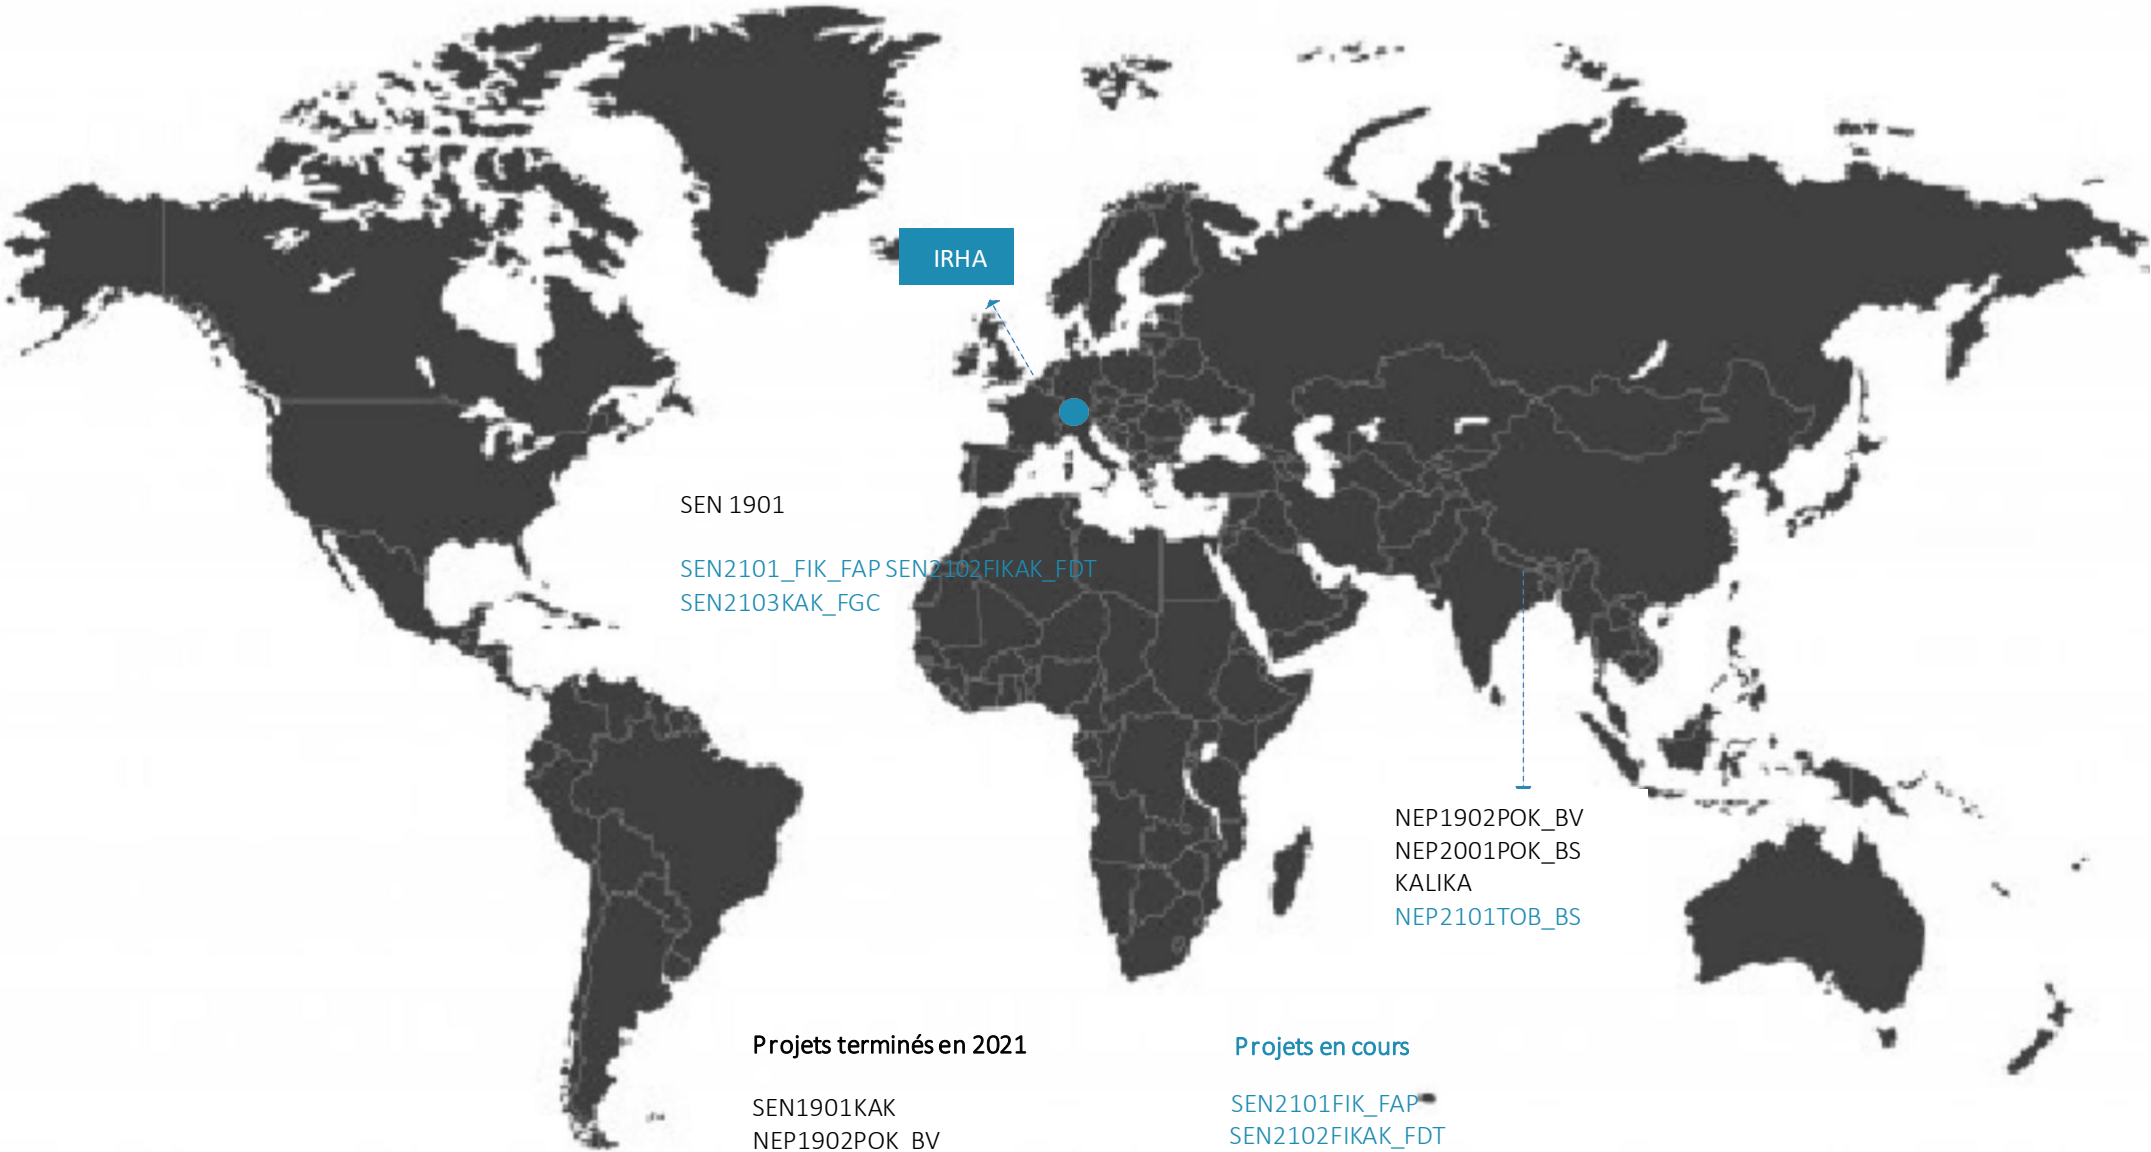 IRHA
SEN 1901
SEN2101_FIK_FAP SEN2102FIKAK_FDT
SEN2103KAK_FGC
NEP1902POK_BV
NEP2001POK_BS
KALIKA
NEP2101TOB_BS
Projets terminés en 2021
SEN1901KAK
NEP1902POK_BV
Projets en cours
SEN2101FIK_FAP
SEN2102FIKAK_FDT